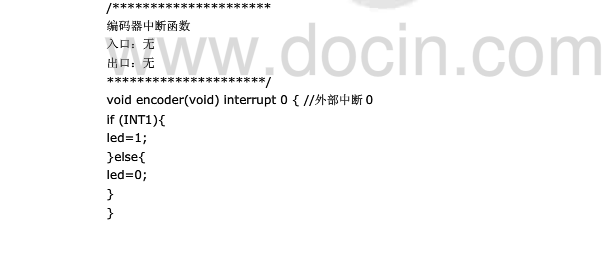 /*********************
编码器中断函数
入口：无
出口：无
*********************/
void encoder(void) interrupt 0 { //外部中断 0
if (INT1){
led=1;
}else{
led=0;
}
}
www.docin.com